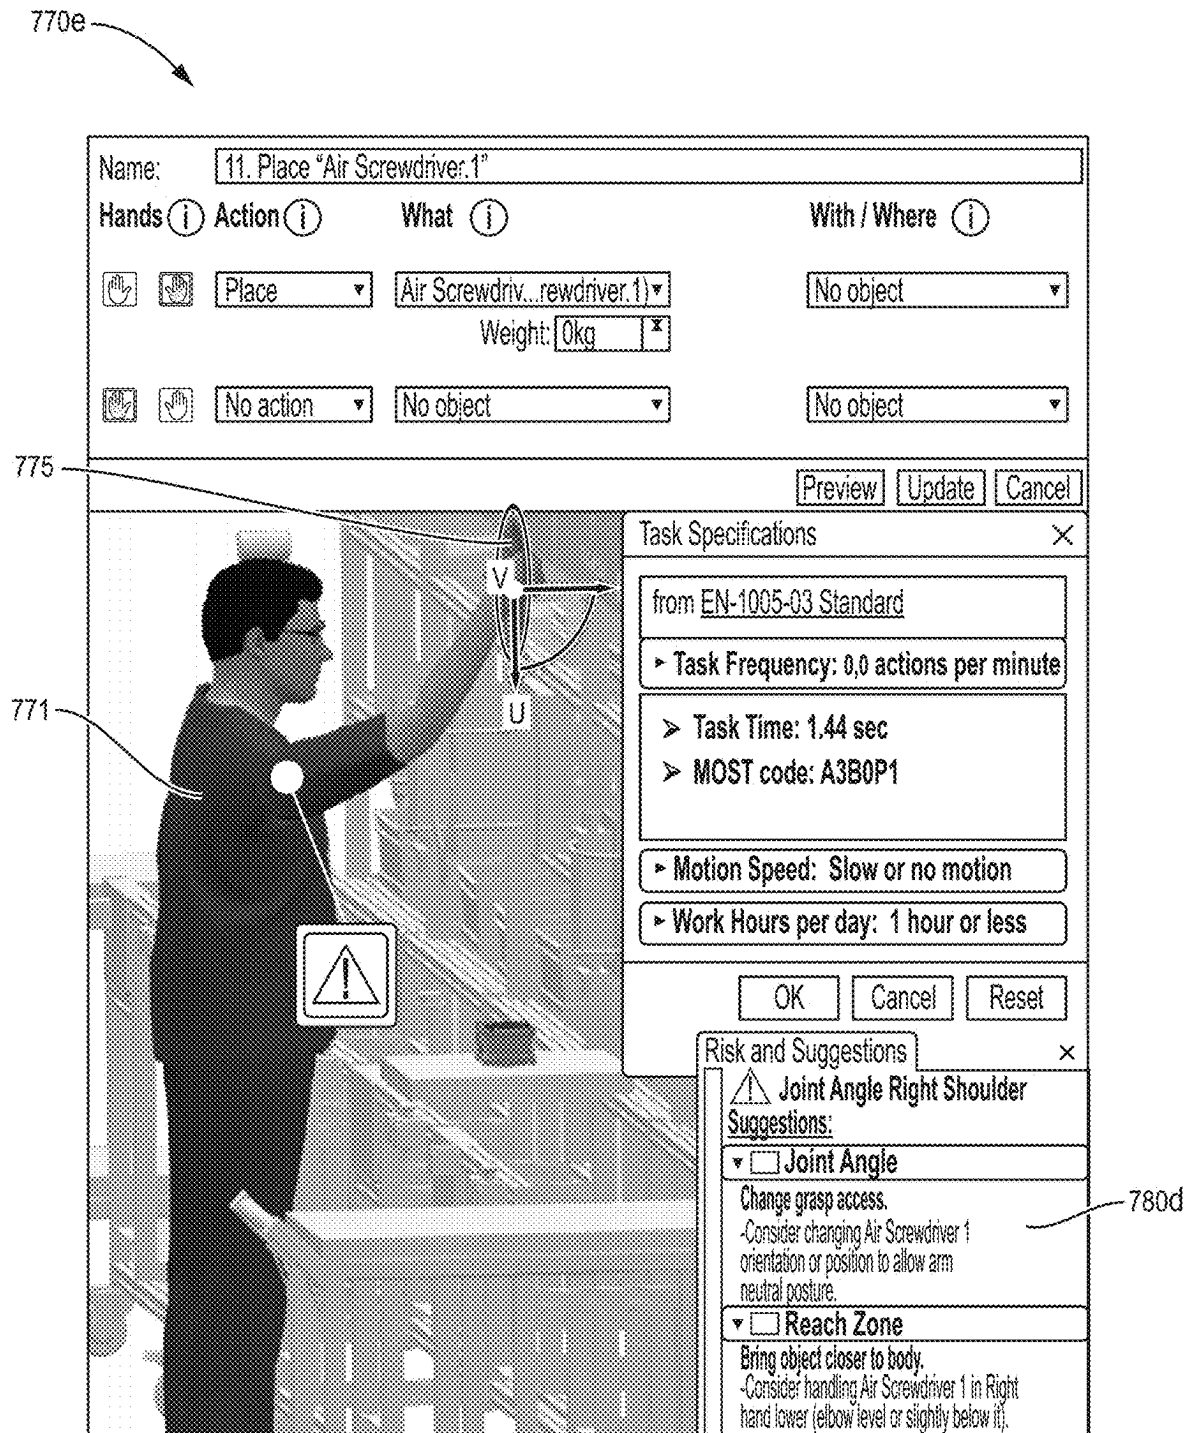 770e
Name: 11. Place "Air Screwdriver.1"
Hands i Action i What i With / Where i
Place Air Screwdriv...rewdriver.1) No object
Weight: 0kg
No action No object No object
775
Preview Update Cancel
Task Specifications ×
from EN-1005-03 Standard
V
Task Frequency: 0,0 actions per minute
U
771
Task Time: 1.44 sec
MOST code: A3B0P1
Motion Speed: Slow or no motion
Work Hours per day: 1 hour or less
!
OK Cancel Reset
Risk and Suggestions ×
Joint Angle Right Shoulder
Suggestions:
Joint Angle
780d
Change grasp access.
-Consider changing Air Screwdriver 1
orientation or position to allow arm
neutral posture.
Reach Zone
Bring object closer to body.
-Consider handling Air Screwdriver 1 in Right
hand lower (elbow level or slightly below it).